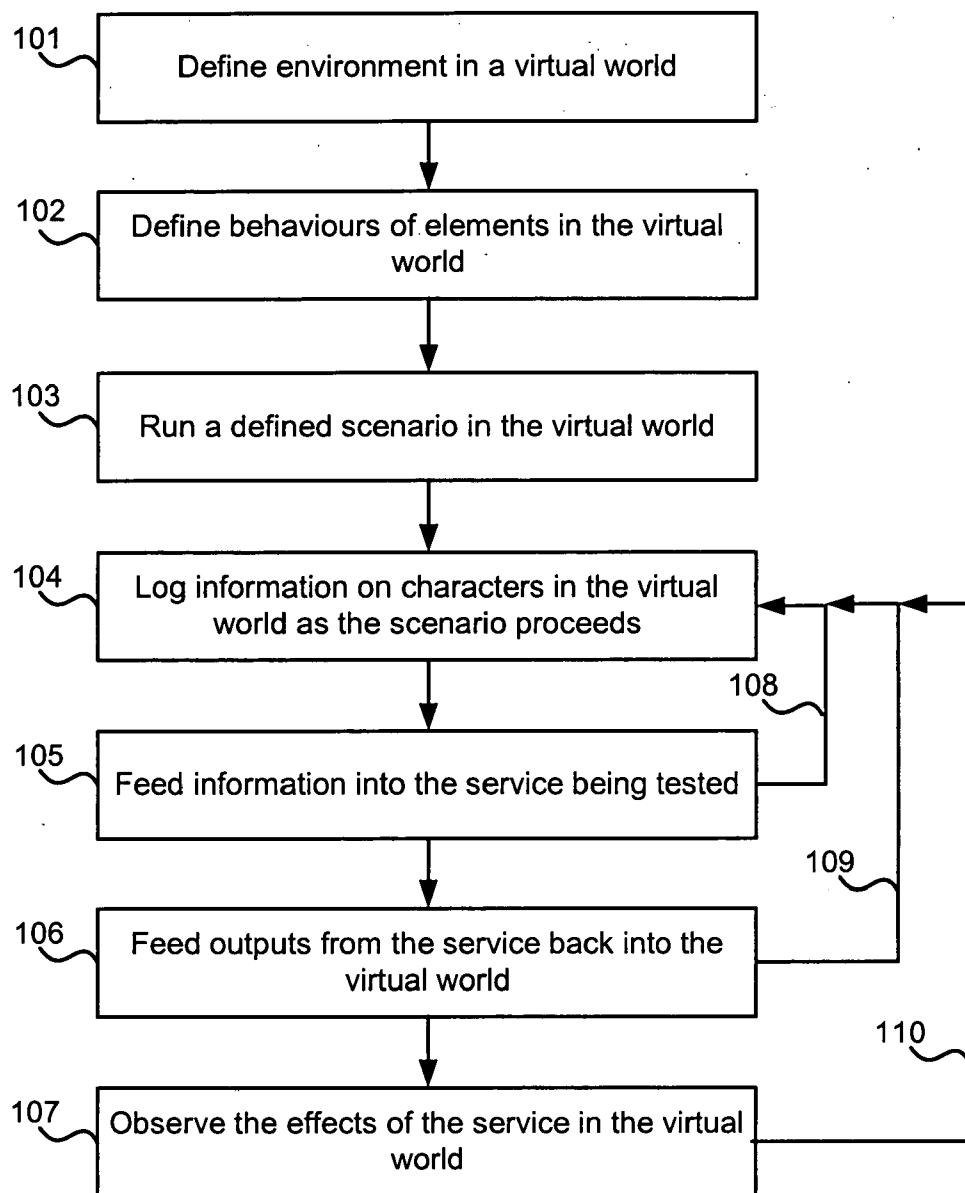 101
Define environment in a virtual world
102
Define behaviours of elements in the virtual
world
103
Run a defined scenario in the virtual world
104
Log information on characters in the virtual
world as the scenario proceeds
108
105
Feed information into the service being tested
109
106
Feed outputs from the service back into the
virtual world
110
107
Observe the effects of the service in the virtual
world